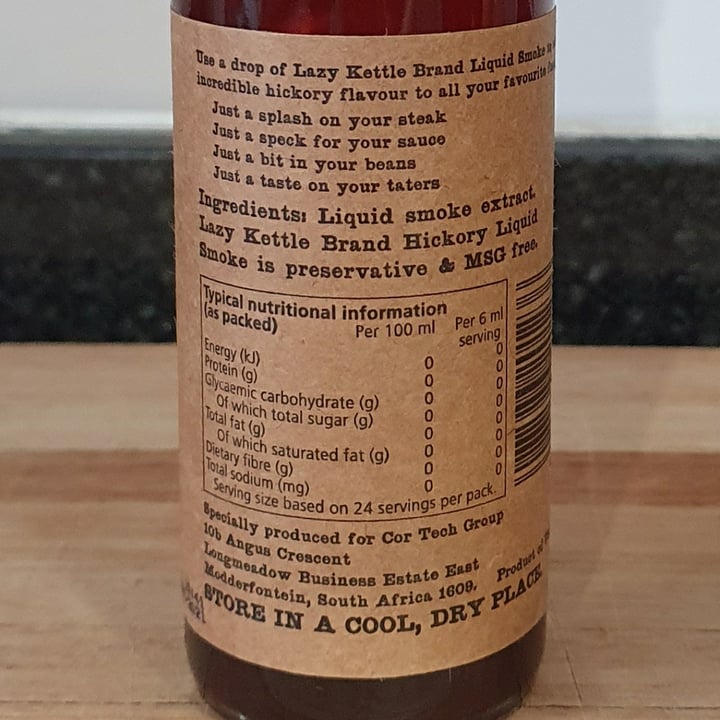 Use a drop of Lazy Kettle Brand Liquid Smoke
incredible hickory flavour to all your favourite
Just a splash on your steak
Just a speck for your sauce
Just a bit in your beans
Just a taste on your taters
Ingredients: Liquid smoke extract.
Lazy Kettle Brand Hickory Liquid
Smoke is preservative & MSG free.
Typical nutritional information
(as packed) Per 100 ml Per 6 ml serving
Energy (kJ) 0 0
Protein (g) 0 0
Glycaemic carbohydrate (g) 0 0
Of which total sugar (g) 0 0
Total fat (g) 0 0
Of which saturated fat (g) 0 0
Dietary fibre (g) 0 0
Total sodium (mg) 0 0
Serving size based on 24 servings per pack.
Specially produced for Cor Tech Group
10b Angus Crescent
Longmeadow Business Estate East
Modderfontein, South Africa 1609. Product of
STORE IN A COOL, DRY PLACE.